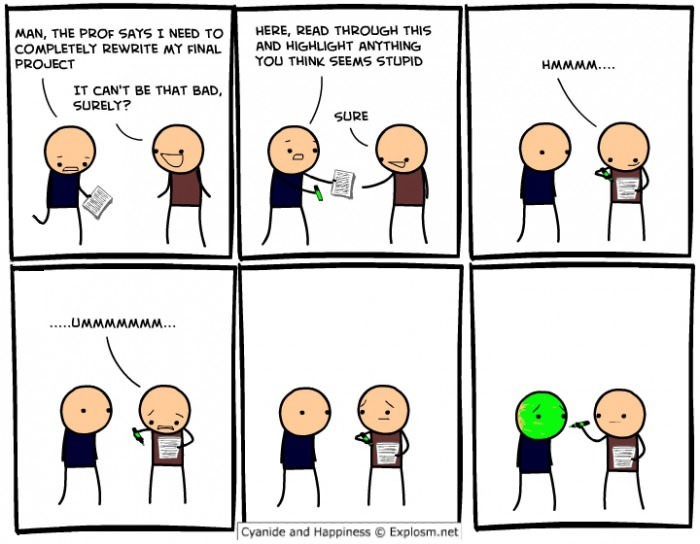 MAN, THE PROF SAYS I NEED TO
COMPLETELY REWRITE MY FINAL
PROJECT
IT CAN'T BE THAT BAD,
SURELY?
HERE, READ THROUGH THIS
AND HIGHLIGHT ANYTHING
YOU THINK SEEMS STUPID
SURE
HMMMM....
.....UMMMMMMM...
Cyanide and Happiness © Explosm.net